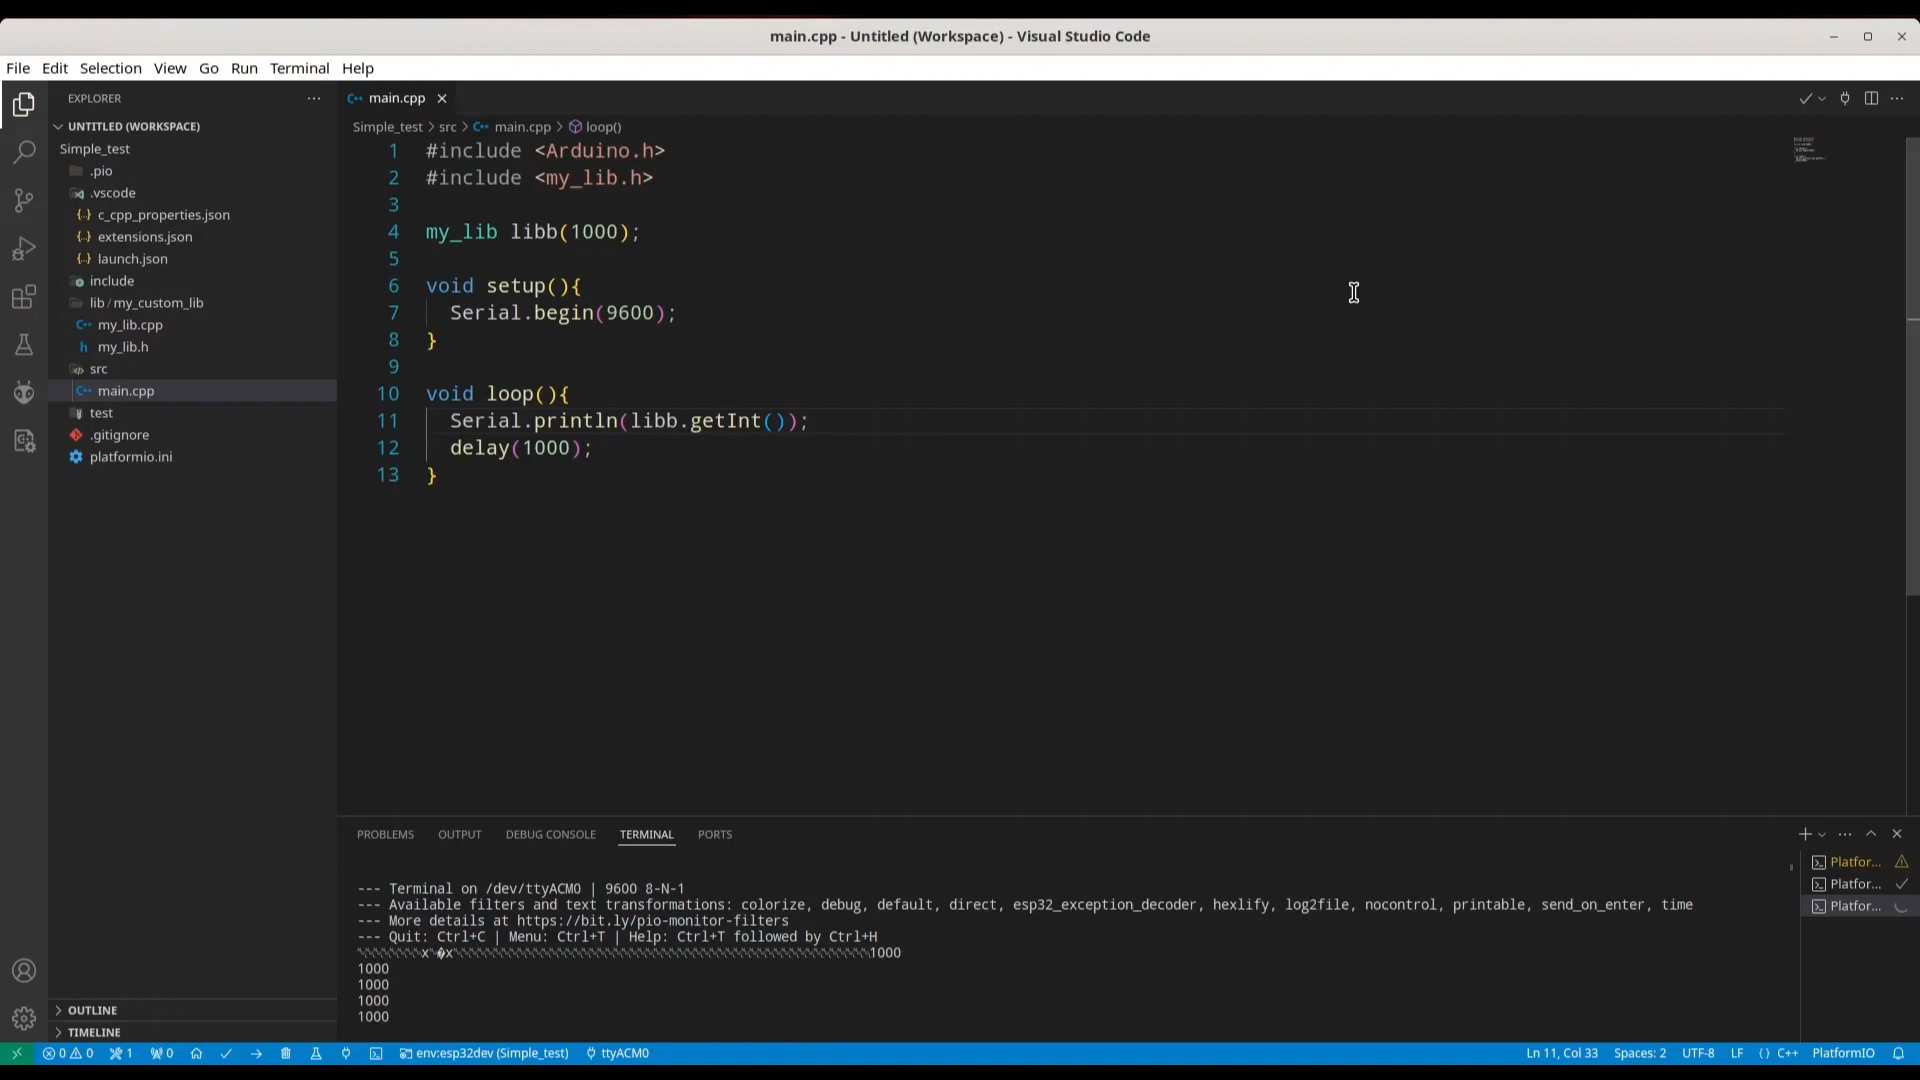 main.cpp - Untitled (Workspace) - Visual Studio Code
File Edit Selection View Go Run Terminal Help
EXPLORER
UNTITLED (WORKSPACE)
Simple_test
.pio
.vscode
{..} c_cpp_properties.json
{..} extensions.json
{..} launch.json
include
lib / my_custom_lib
C++ my_lib.cpp
h my_lib.h
src
C++ main.cpp
test
.gitignore
platformio.ini
OUTLINE
TIMELINE
C++ main.cpp
Simple_test > src > C++ main.cpp > loop()
1 #include <Arduino.h>
2 #include <my_lib.h>
3
4 my_lib libb(1000);
5
6 void setup(){
7 Serial.begin(9600);
8 }
9
10 void loop(){
11 Serial.println(libb.getInt());
12 delay(1000);
13 }
PROBLEMS OUTPUT DEBUG CONSOLE TERMINAL PORTS
--- Terminal on /dev/ttyACM0 | 9600 8-N-1
--- Available filters and text transformations: colorize, debug, default, direct, esp32_exception_decoder, hexlify, log2file, nocontrol, printable, send_on_enter, time
--- More details at https://bit.ly/pio-monitor-filters
--- Quit: Ctrl+C | Menu: Ctrl+T | Help: Ctrl+T followed by Ctrl+H
1000
1000
1000
1000
1000
Platfor...
Platfor...
Platfor...
0 0 1 0 env:esp32dev (Simple_test) ttyACM0 Ln 11, Col 33 Spaces: 2 UTF-8 LF {} C++ PlatformIO